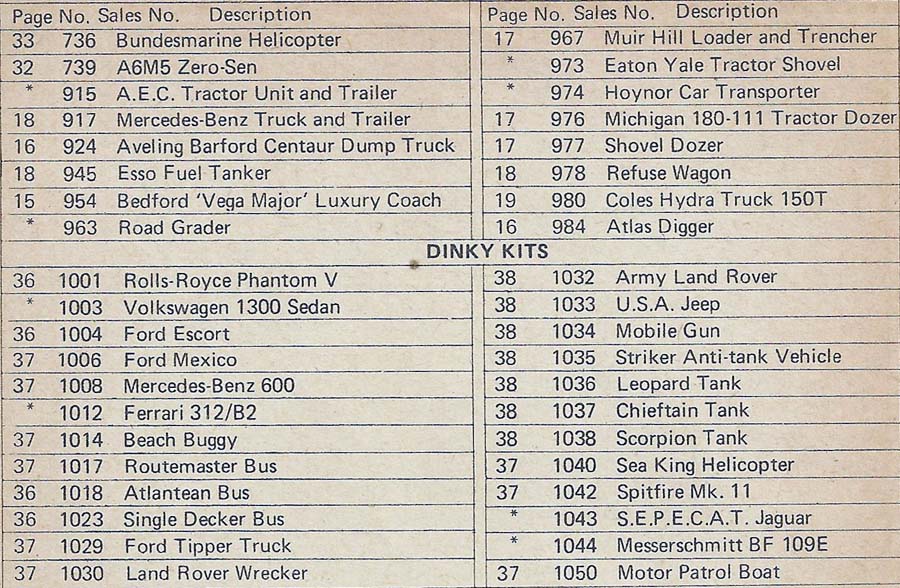 Page No. Sales No. Description
33 736 Bundesmarine Helicopter
32 739 A6M5 Zero-Sen
* 915 A.E.C. Tractor Unit and Trailer
18 917 Mercedes-Benz Truck and Trailer
16 924 Aveling Barford Centaur Dump Truck
18 945 Esso Fuel Tanker
15 954 Bedford 'Vega Major' Luxury Coach
* 963 Road Grader
Page No. Sales No. Description
17 967 Muir Hill Loader and Trencher
* 973 Eaton Yale Tractor Shovel
* 974 Hoynor Car Transporter
17 976 Michigan 180-111 Tractor Dozer
17 977 Shovel Dozer
18 978 Refuse Wagon
19 980 Coles Hydra Truck 150T
16 984 Atlas Digger
DINKY KITS
36 1001 Rolls-Royce Phantom V
* 1003 Volkswagen 1300 Sedan
36 1004 Ford Escort
37 1006 Ford Mexico
37 1008 Mercedes-Benz 600
* 1012 Ferrari 312/B2
37 1014 Beach Buggy
37 1017 Routemaster Bus
36 1018 Atlantean Bus
36 1023 Single Decker Bus
37 1029 Ford Tipper Truck
37 1030 Land Rover Wrecker
38 1032 Army Land Rover
38 1033 U.S.A. Jeep
38 1034 Mobile Gun
38 1035 Striker Anti-tank Vehicle
38 1036 Leopard Tank
38 1037 Chieftain Tank
38 1038 Scorpion Tank
37 1040 Sea King Helicopter
37 1042 Spitfire Mk. 11
* 1043 S.E.P.E.C.A.T. Jaguar
* 1044 Messerschmitt BF 109E
37 1050 Motor Patrol Boat